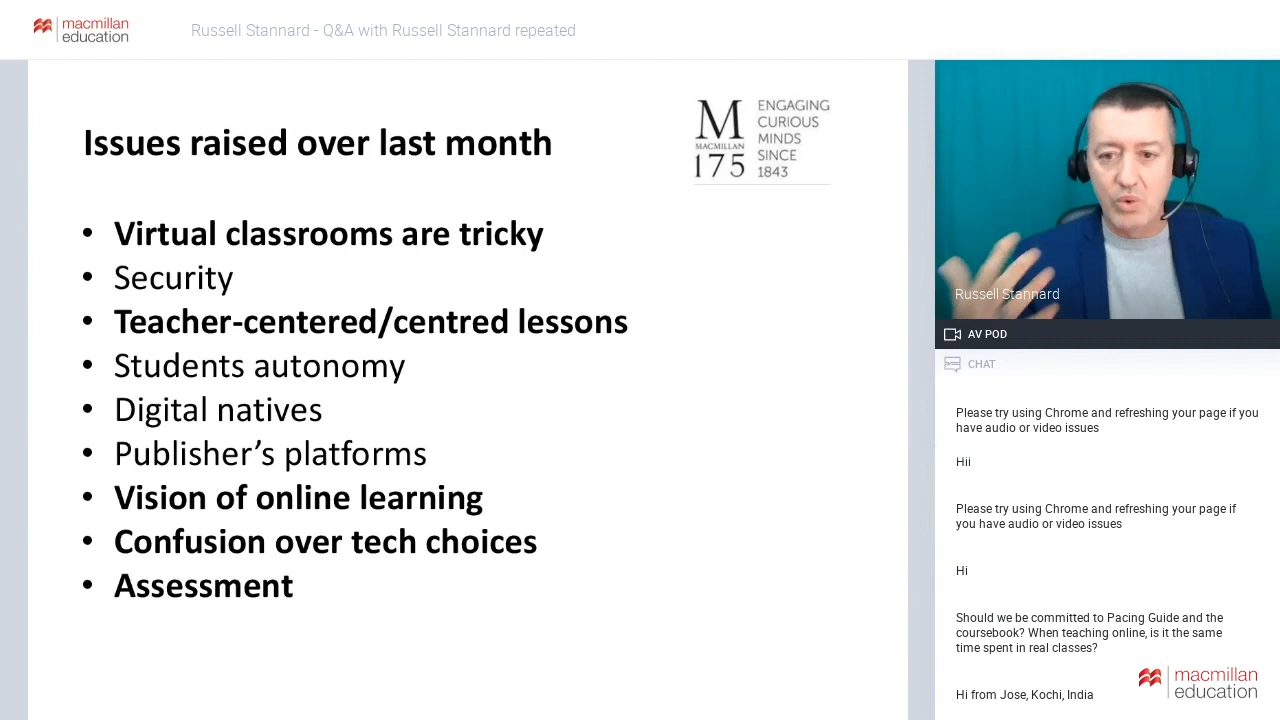 macmillan
education
Russell Stannard - Q&A with Russell Stannard repeated
Issues raised over last month
M
MACMILLAN
175
ENGAGING
CURIOUS
MINDS
SINCE
1843
• Virtual classrooms are tricky
• Security
• Teacher-centered/centred lessons
• Students autonomy
• Digital natives
• Publisher’s platforms
• Vision of online learning
• Confusion over tech choices
• Assessment
Russell Stannard
AV POD
CHAT
Please try using Chrome and refreshing your page if you
have audio or video issues
Hii
Please try using Chrome and refreshing your page if
you have audio or video issues
Hi
Should we be committed to Pacing Guide and the
coursebook? When teaching online, is it the same
time spent in real classes?
Hi from Jose, Kochi, India
macmillan
education